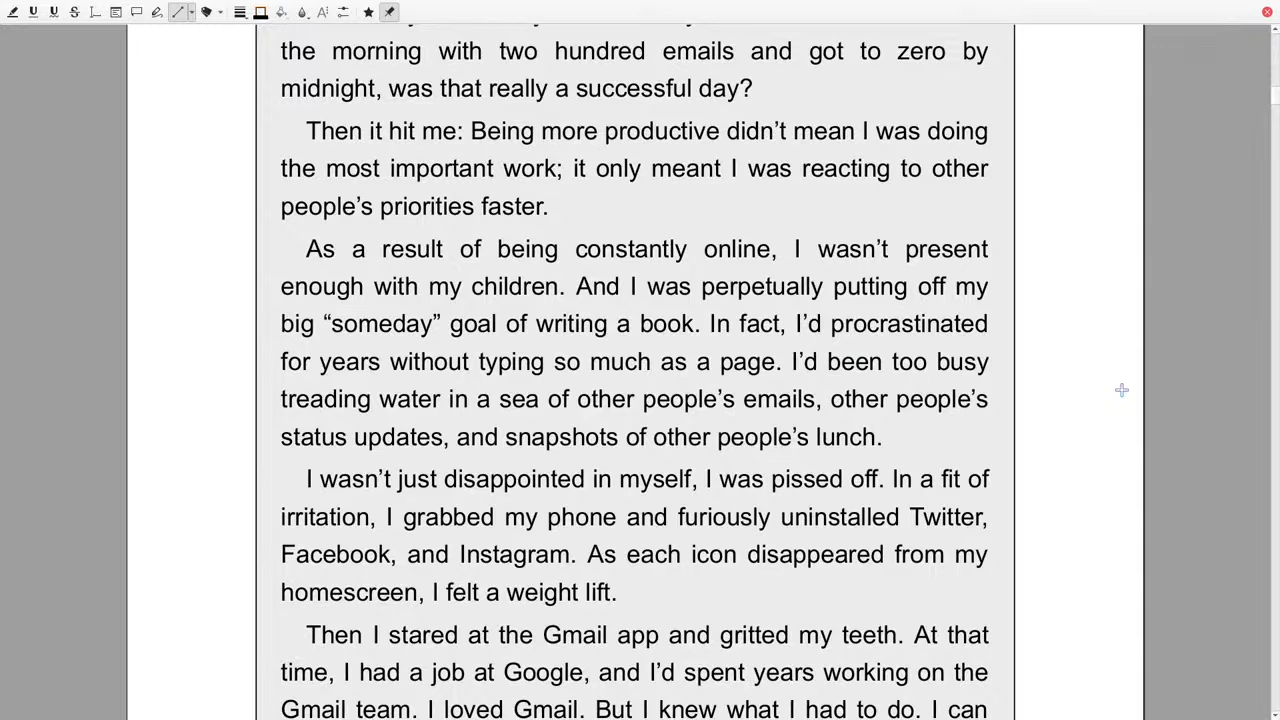 the morning with two hundred emails and got to zero by
midnight, was that really a successful day?
Then it hit me: Being more productive didn’t mean I was doing
the most important work; it only meant I was reacting to other
people’s priorities faster.
As a result of being constantly online, I wasn’t present
enough with my children. And I was perpetually putting off my
big “someday” goal of writing a book. In fact, I’d procrastinated
for years without typing so much as a page. I’d been too busy
treading water in a sea of other people’s emails, other people’s
status updates, and snapshots of other people’s lunch.
I wasn’t just disappointed in myself, I was pissed off. In a fit of
irritation, I grabbed my phone and furiously uninstalled Twitter,
Facebook, and Instagram. As each icon disappeared from my
homescreen, I felt a weight lift.
Then I stared at the Gmail app and gritted my teeth. At that
time, I had a job at Google, and I’d spent years working on the
Gmail team. I loved Gmail. But I knew what I had to do. I can